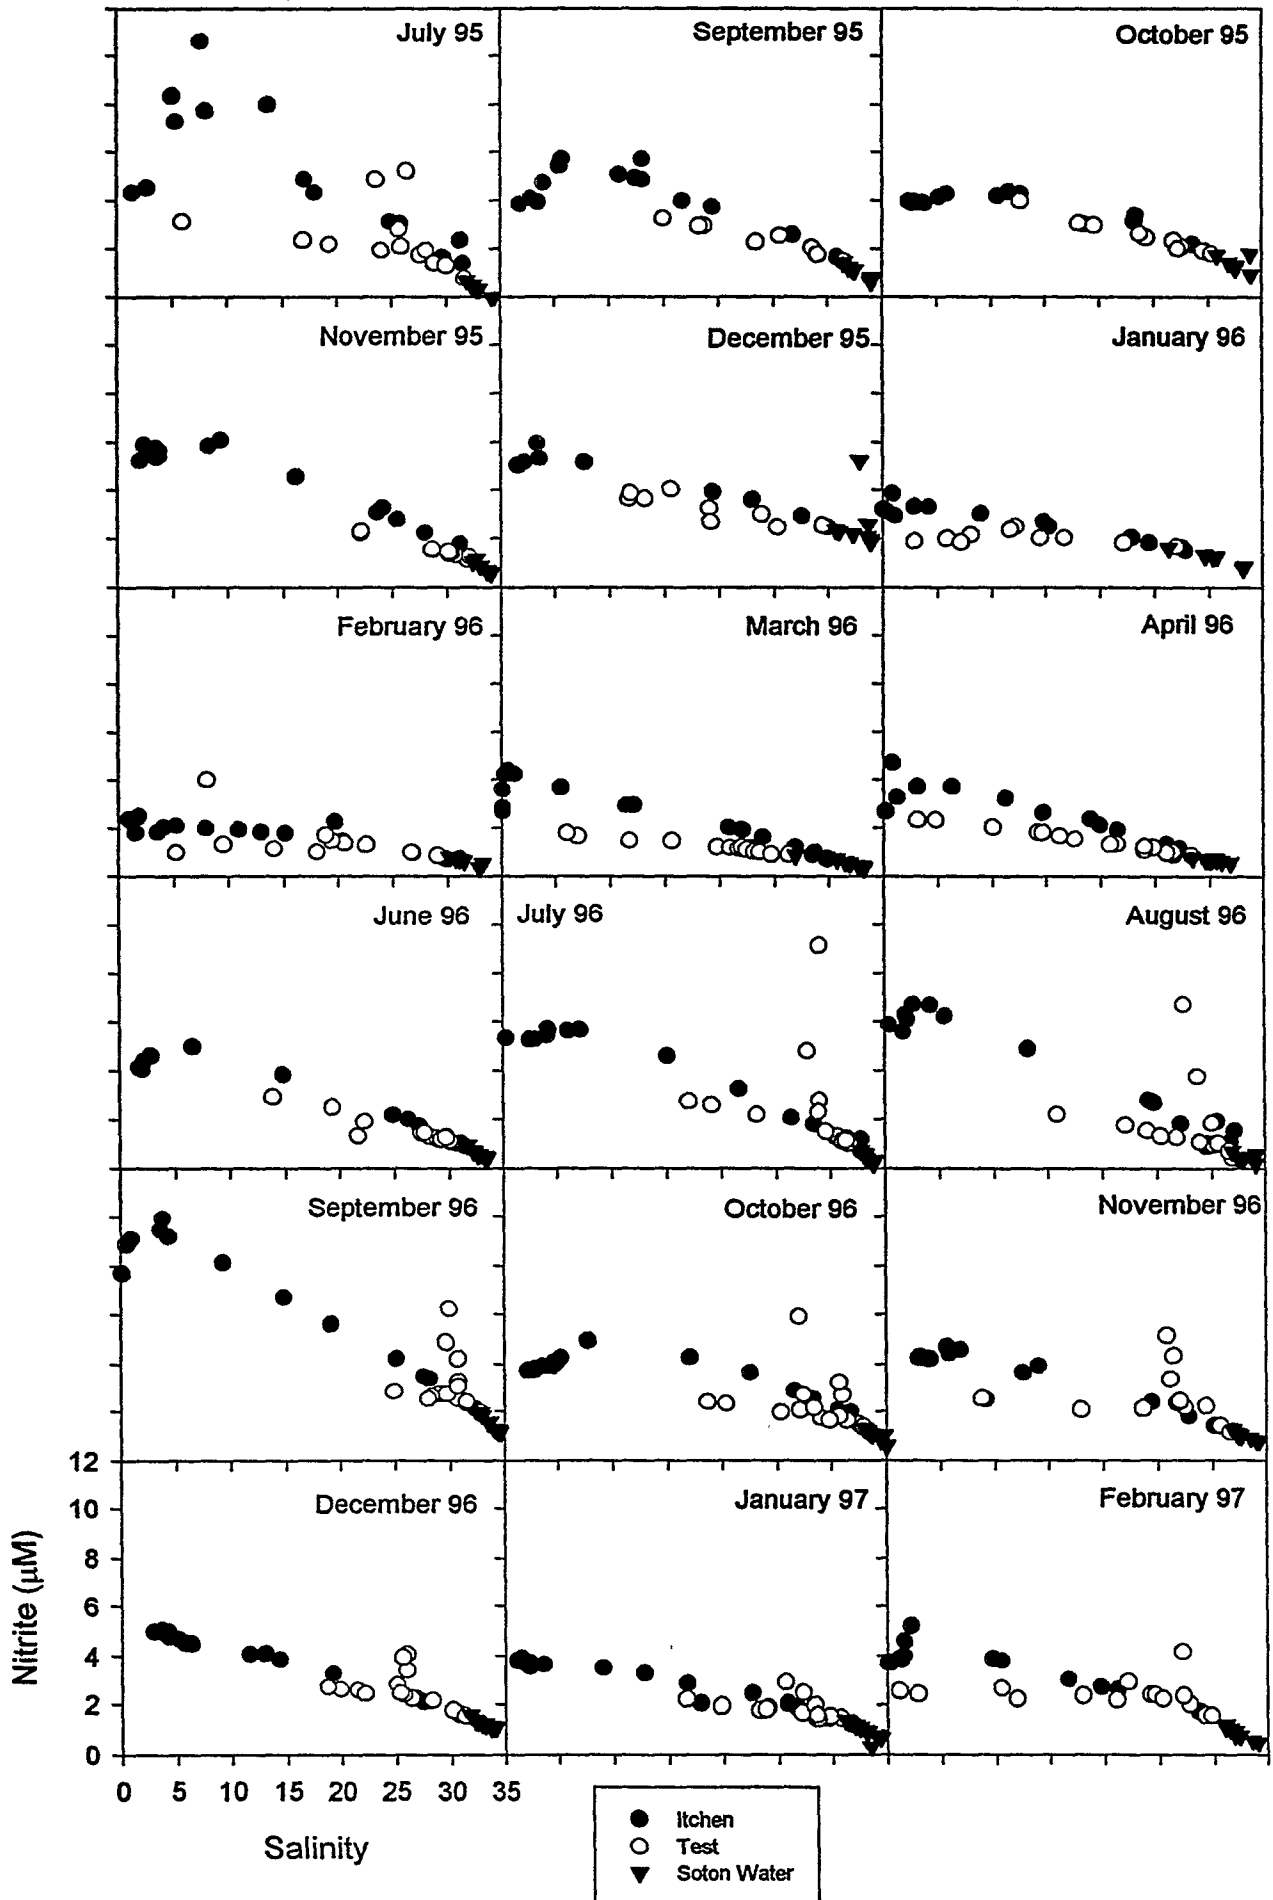 July 95
September 95
October 95
November 95
December 95
January 96
February 96
March 96
April 96
June 96
July 96
August 96
September 96
October 96
November 96
December 96
January 97
February 97
12
10
8
6
4
2
0
Nitrite (µM)
0 5 10 15 20 25 30 35
Salinity
Itchen
Test
Soton Water